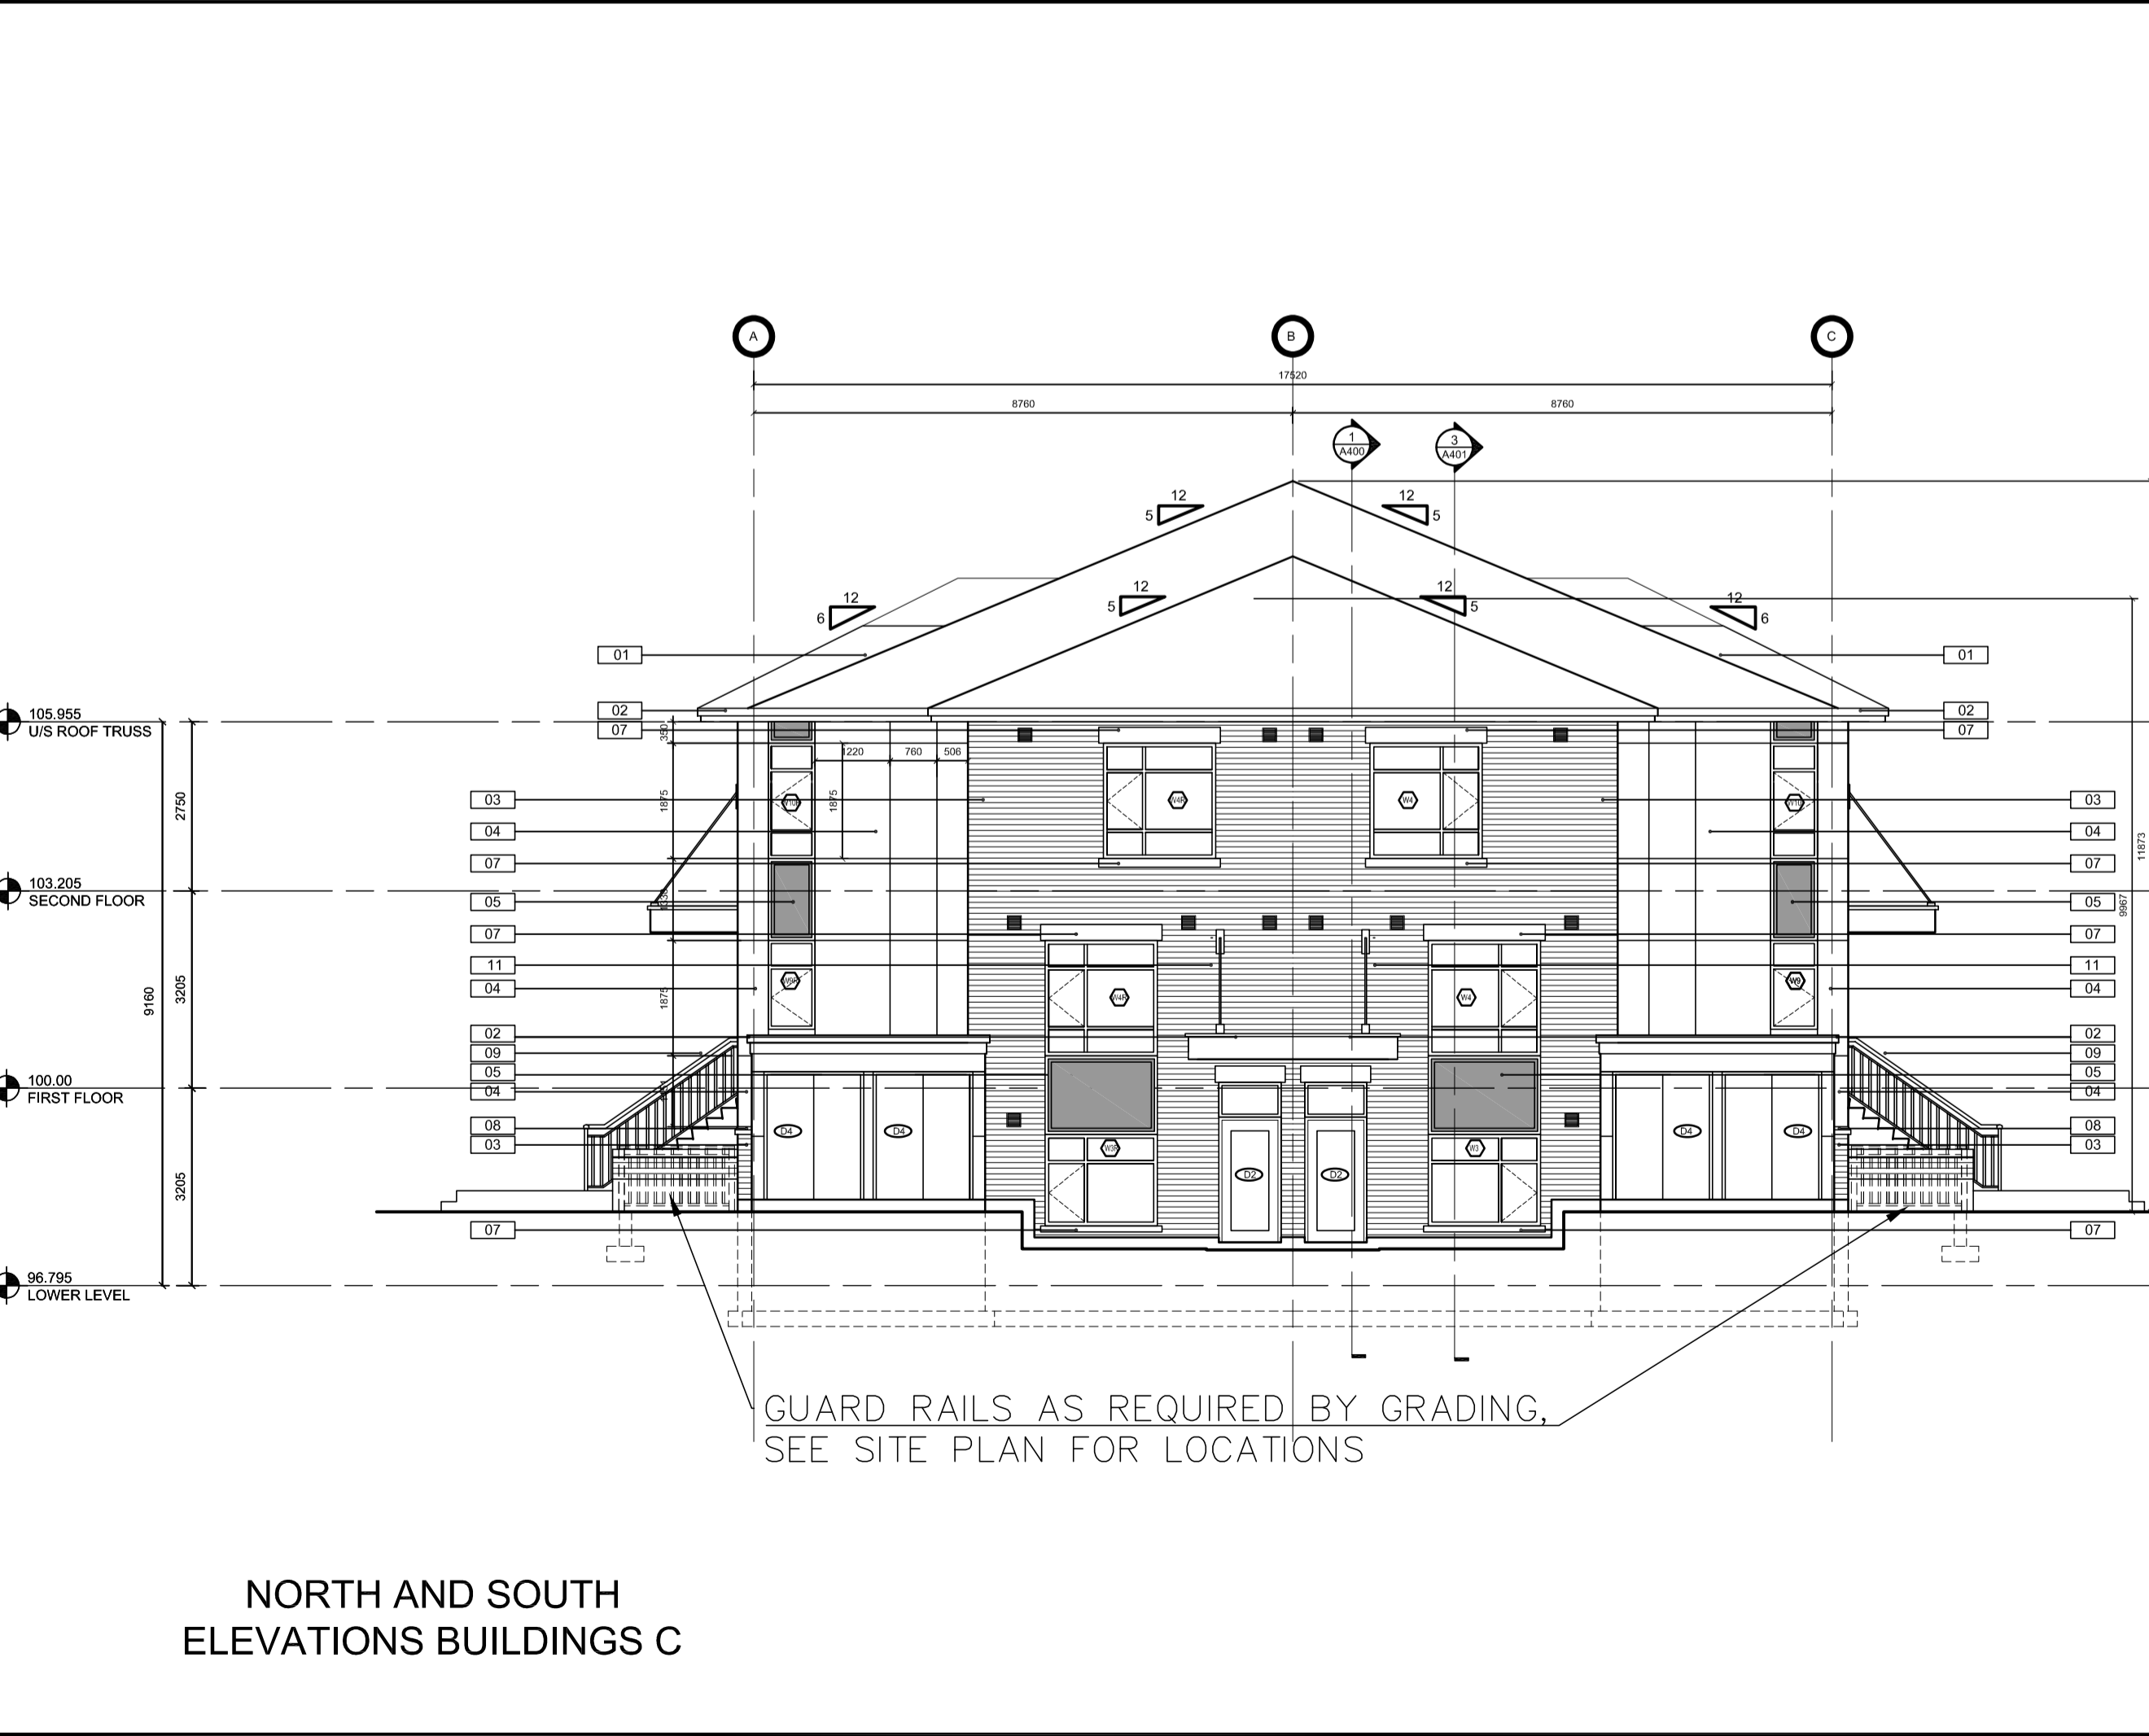 A
B
C
17520
8760
8760
1
A400
3
A401
12
5
12
5
12
5
12
5
12
6
12
6
01
01
02
02
07
07
105.955
U/S ROOF TRUSS
350
1220
760
506
03
03
1875
1875
W4R
W4
2750
04
04
11873
07
07
103.205
SECOND FLOOR
05
05
9967
07
07
11
11
W9R
W9
04
04
W4R
W4
9160
3205
1875
02
02
09
09
05
05
100.00
FIRST FLOOR
04
04
08
08
D4
D4
D4
D4
03
03
W3R
W3
D2
D2
3205
07
07
96.795
LOWER LEVEL
GUARD RAILS AS REQUIRED BY GRADING,
SEE SITE PLAN FOR LOCATIONS
NORTH AND SOUTH
ELEVATIONS BUILDINGS C